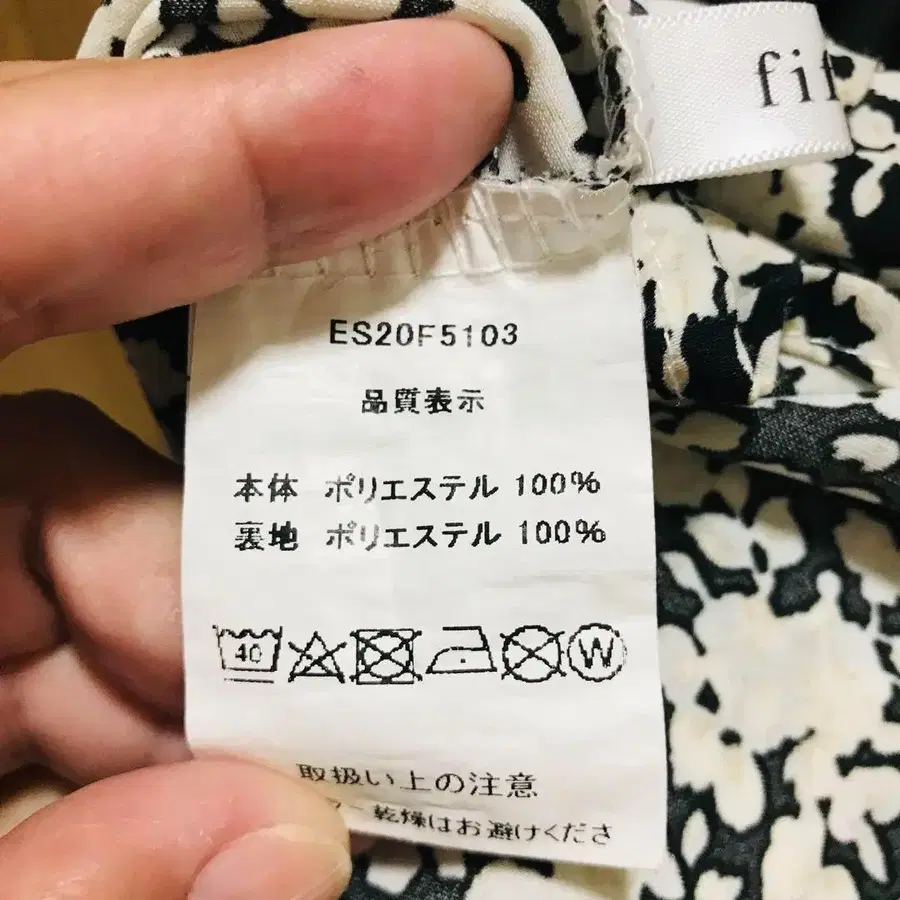 fit
ES20F5103
品質表示
本体 ポリエステル 100%
裏地 ポリエステル 100%
40 W
取扱い上の注意
乾燥はお避けくださ